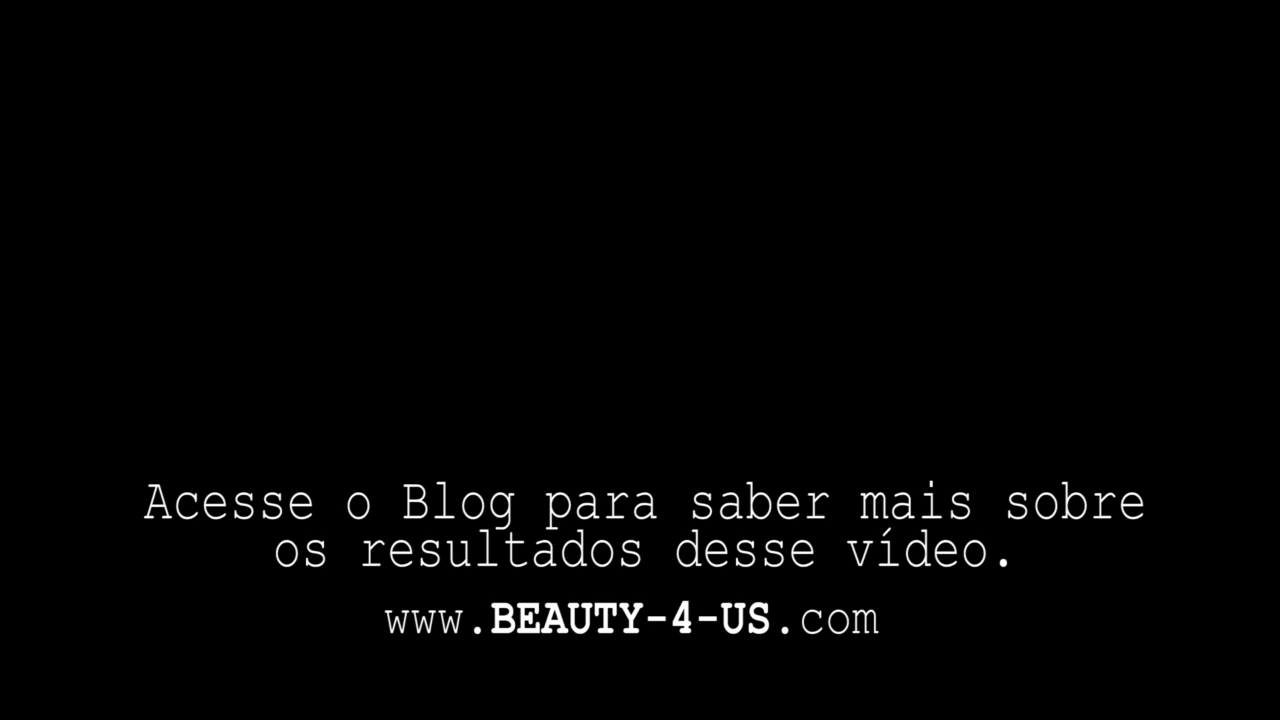 Acesse o Blog para saber mais sobre
os resultados desse vídeo.
www.BEAUTY-4-US.com